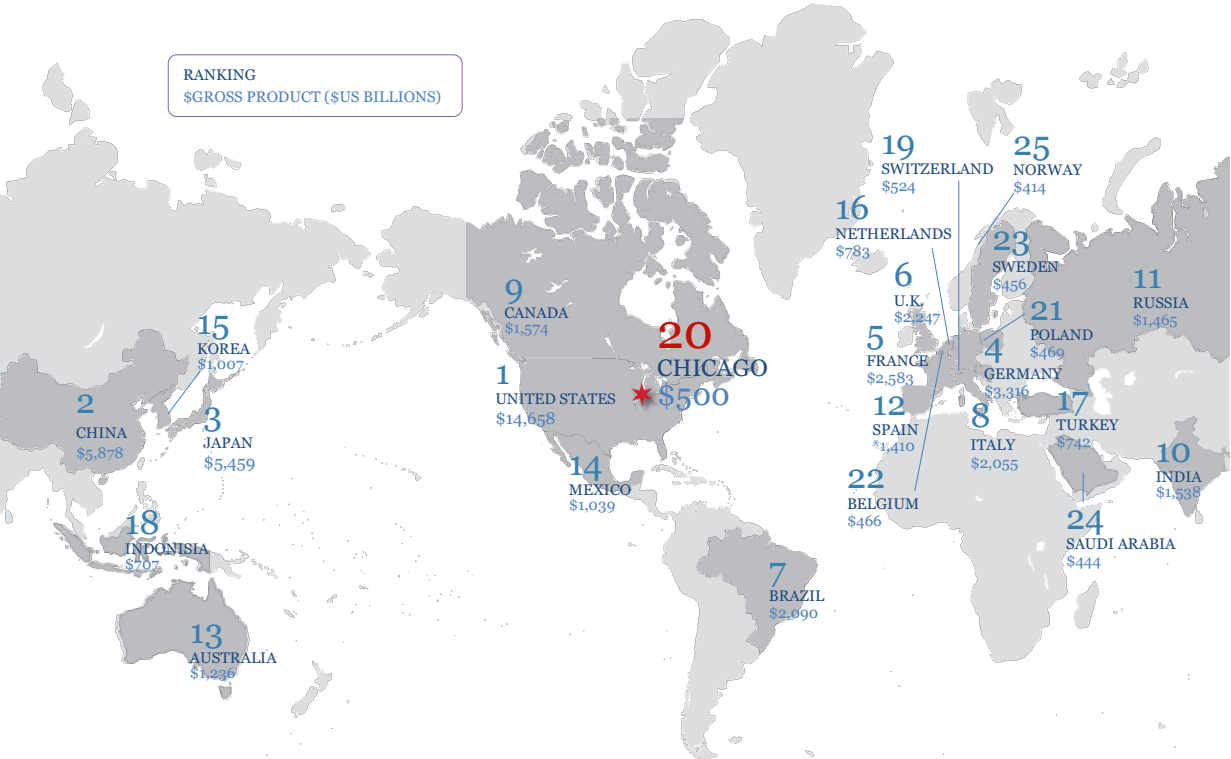 RANKING
$GROSS PRODUCT ($US BILLIONS)
19
SWITZERLAND
$524
25
NORWAY
$414
16
NETHERLANDS
$783
23
SWEDEN
$456
6
U.K.
$2,247
11
RUSSIA
$1,465
9
CANADA
$1,574
20
CHICAGO
$500
21
POLAND
$469
15
KOREA
$1,007
5
FRANCE
$2,583
4
GERMANY
$3,316
1
UNITED STATES
$14,658
2
CHINA
$5,878
3
JAPAN
$5,459
12
SPAIN
*1,410
8
ITALY
$2,055
17
TURKEY
$742
10
INDIA
$1,538
14
MEXICO
$1,039
22
BELGIUM
$466
18
INDONISIA
$707
24
SAUDI ARABIA
$444
7
BRAZIL
$2,090
13
AUSTRALIA
$1,236